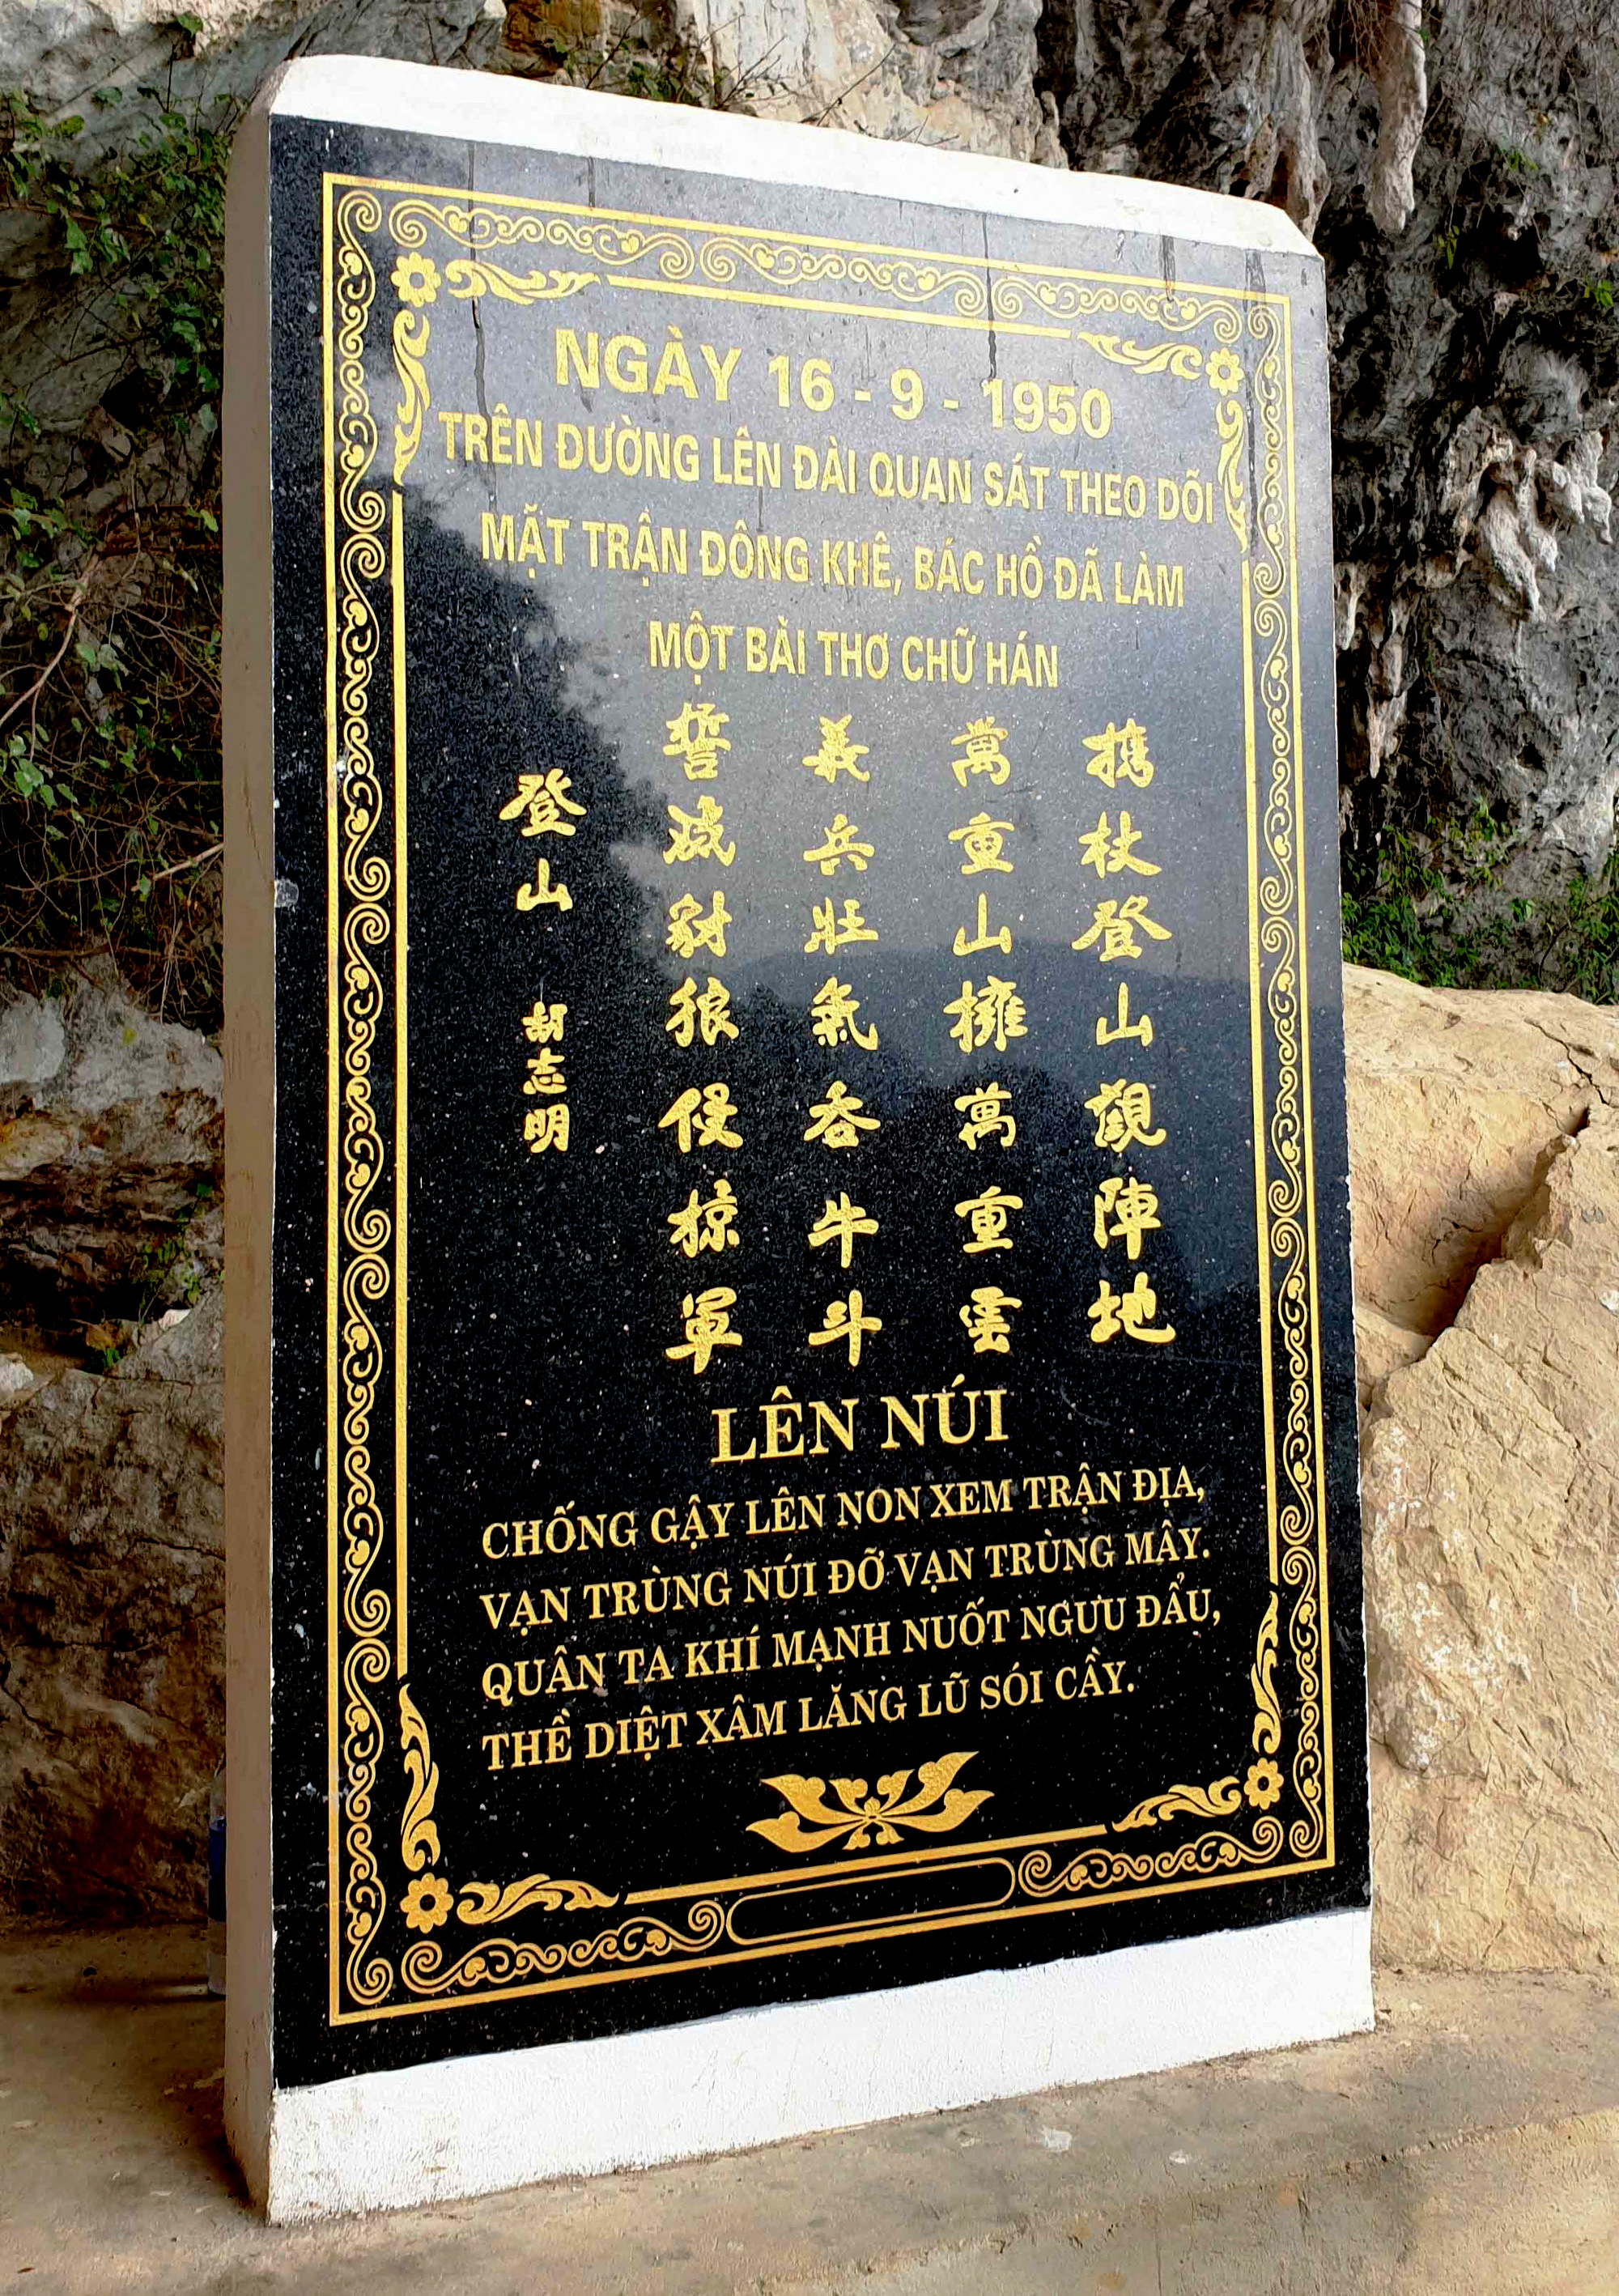 NGÀY 16 - 9 - 1950
TRÊN ĐƯỜNG LÊN ĐÀI QUAN SÁT THEO DÕI
MẶT TRẬN ĐÔNG KHÊ, BÁC HỒ ĐÃ LÀM
MỘT BÀI THƠ CHỮ HÁN
携杖登山觀陣地
萬重山擁萬重雲
義兵壯氣吞牛斗
誓滅豺狼侵掠軍
登山
胡志明
LÊN NÚI
CHỐNG GẬY LÊN NON XEM TRẬN ĐỊA,
VẠN TRÙNG NÚI ĐỠ VẠN TRÙNG MÂY.
QUÂN TA KHÍ MẠNH NUỐT NGƯU ĐẨU,
THỀ DIỆT XÂM LĂNG LŨ SÓI CẦY.